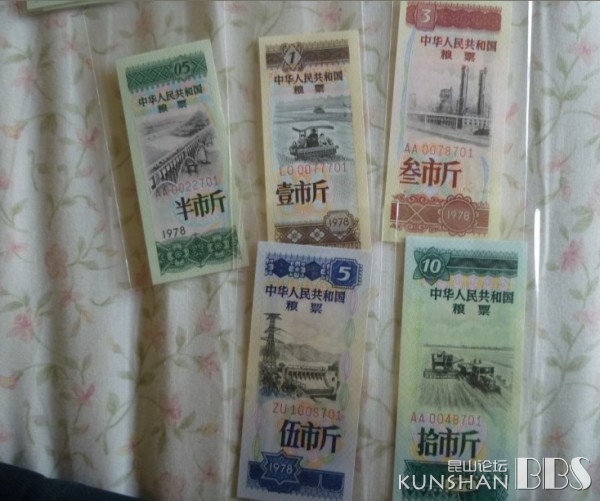 05
中华人民共和国
粮票
AA 0022701
半市斤
1978
1
中华人民共和国
粮票
EO 0077701
壹市斤
1978
3
中华人民共和国
粮票
AA 0078701
叁市斤
1978
5
中华人民共和国
粮票
ZU 1006701
伍市斤
1978
10
中华人民共和国
粮票
AA 0048701
拾市斤
昆山论坛
KUNSHAN BBS